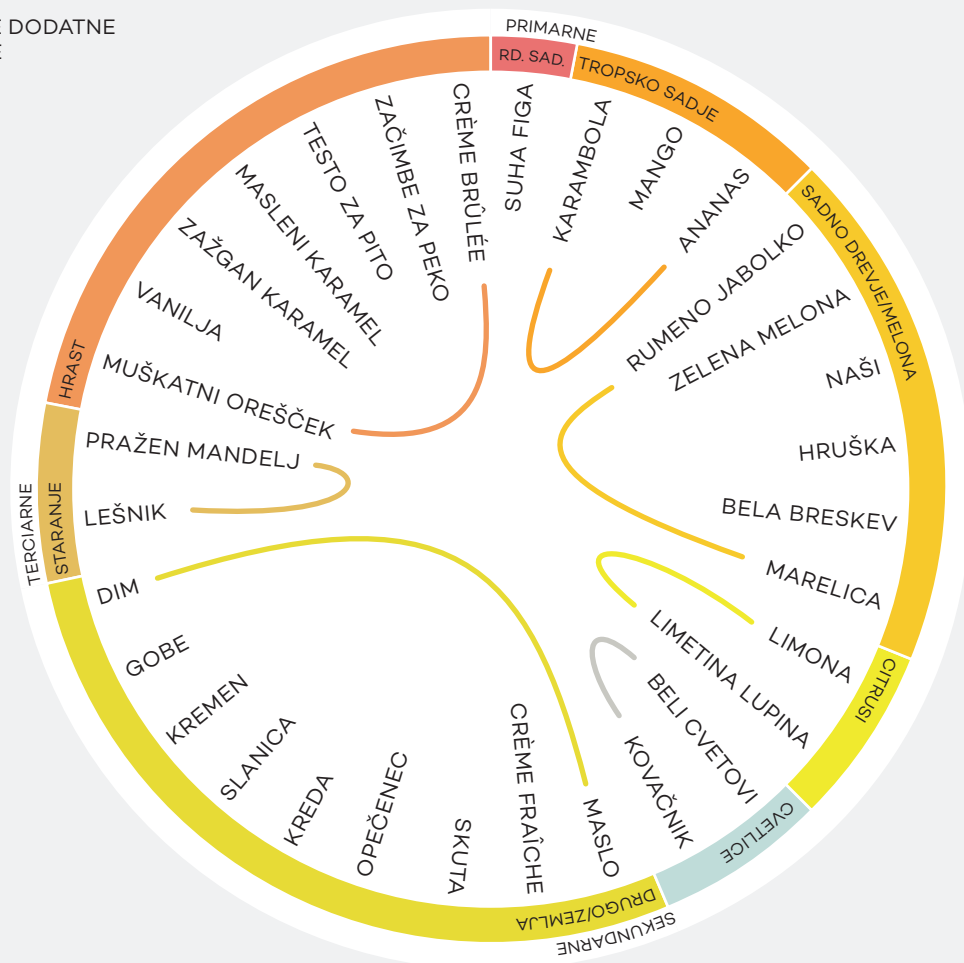 E DODATNE
E
PRIMARNE
RD. SAD.
SUHA FIGA
TROPSKO SADJE
KARAMBOLA
MANGO
ANANAS
SADNO DREVJE/MELONA
RUMENO JABOLKO
ZELENA MELONA
NAŠI
HRUŠKA
BELA BRESKEV
MARELICA
CITRUSI
LIMONA
LIMETINA LUPINA
CVETLICE
BELI CVETOVI
KOVAČNIK
SEKUNDARNE
DRUGO/ZEMLJA
MASLO
CRÈME FRAÎCHE
SKUTA
OPEČENEC
KREDA
SLANICA
KREMEN
GOBE
DIM
TERCIARNE
STARANJE
LEŠNIK
PRAŽEN MANDELJ
HRAST
MUŠKATNI OREŠČEK
VANILJA
ZAŽGAN KARAMEL
MASLENI KARAMEL
TESTO ZA PITO
ZAČIMBE ZA PEKO
CRÈME BRÛLÉE